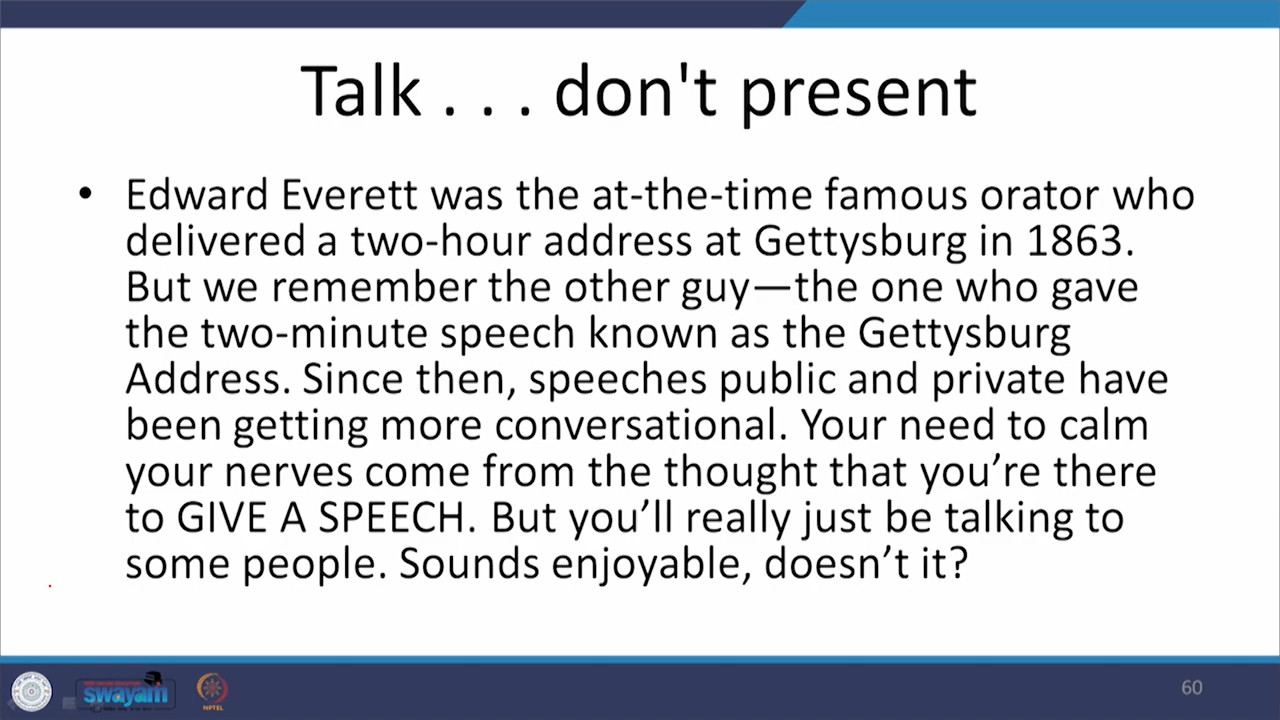 Talk . . . don't present
• Edward Everett was the at-the-time famous orator who
delivered a two-hour address at Gettysburg in 1863.
But we remember the other guy—the one who gave
the two-minute speech known as the Gettysburg
Address. Since then, speeches public and private have
been getting more conversational. Your need to calm
your nerves come from the thought that you’re there
to GIVE A SPEECH. But you’ll really just be talking to
some people. Sounds enjoyable, doesn’t it?
swayam
NPTEL
60